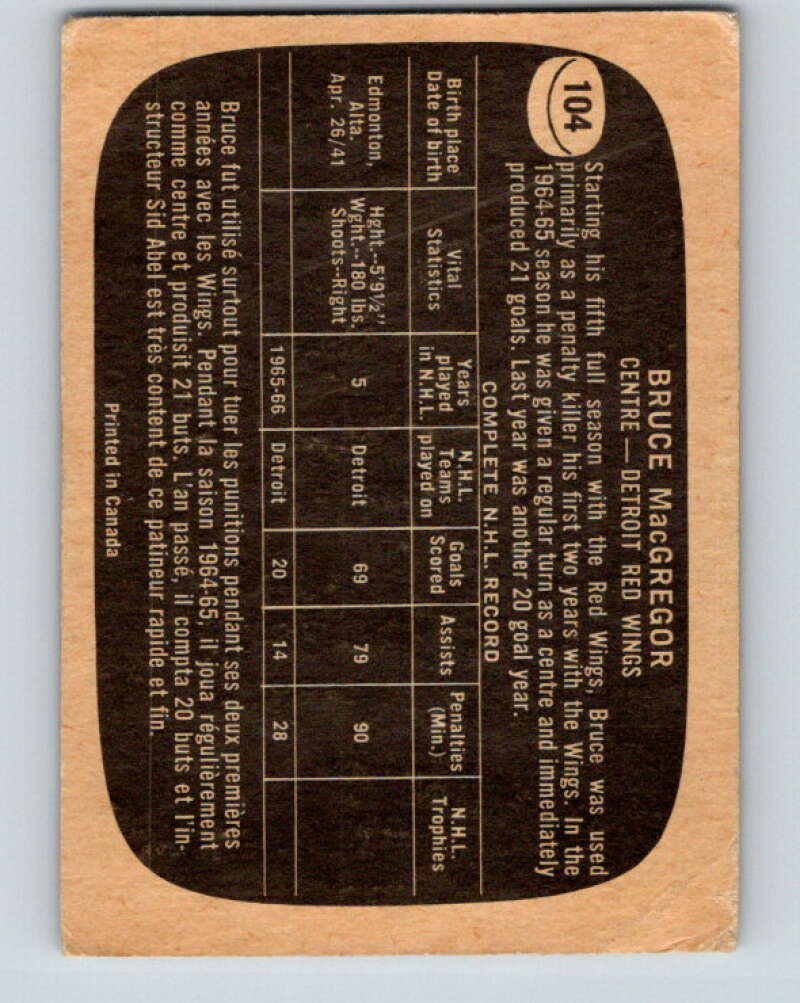 104
BRUCE MacGREGOR
CENTRE — DETROIT RED WINGS
Starting his fifth full season with the Red Wings, Bruce was used
primarily as a penalty killer his first two years with the Wings. In the
1964-65 season he was given a regular turn as a centre and immediately
produced 21 goals. Last year was another 20 goal year.
COMPLETE N.H.L. RECORD
Birth place Date of birth | Vital Statistics | Years played in N.H.L. | N.H.L. Teams played on | Goals Scored | Assists | Penalties (Min.) | N.H.L. Trophies
Edmonton, Alta. Apr. 26/41 | Hght.--5'9½'' Wght.--180 lbs. Shoots--Right | 5 | Detroit | 69 | 79 | 90
1965-66 | Detroit | 20 | 14 | 28
Bruce fut utilisé surtout pour tuer les punitions pendant ses deux premières
années avec les Wings. Pendant la saison 1964-65, il joua régulièrement
comme centre et produisit 21 buts. L'an passé, il compta 20 buts et l'in-
structeur Sid Abel est très content de ce patineur rapide et fin.
Printed in Canada